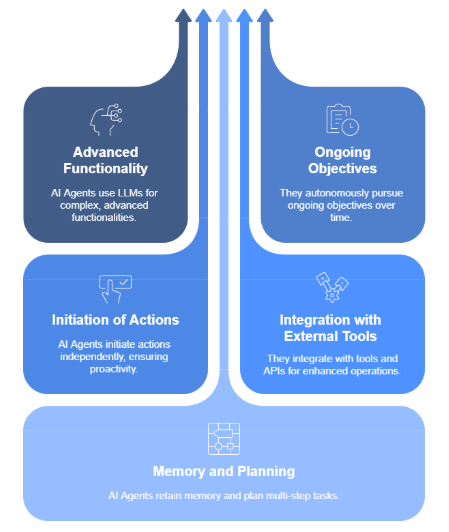 Advanced
Functionality
AI Agents use LLMs for
complex, advanced
functionalities.
Ongoing
Objectives
They autonomously pursue
ongoing objectives over
time.
Initiation of Actions
AI Agents initiate actions
independently, ensuring
proactivity.
Integration with
External Tools
They integrate with tools and
APIs for enhanced operations.
Memory and Planning
AI Agents retain memory and plan multi-step tasks.